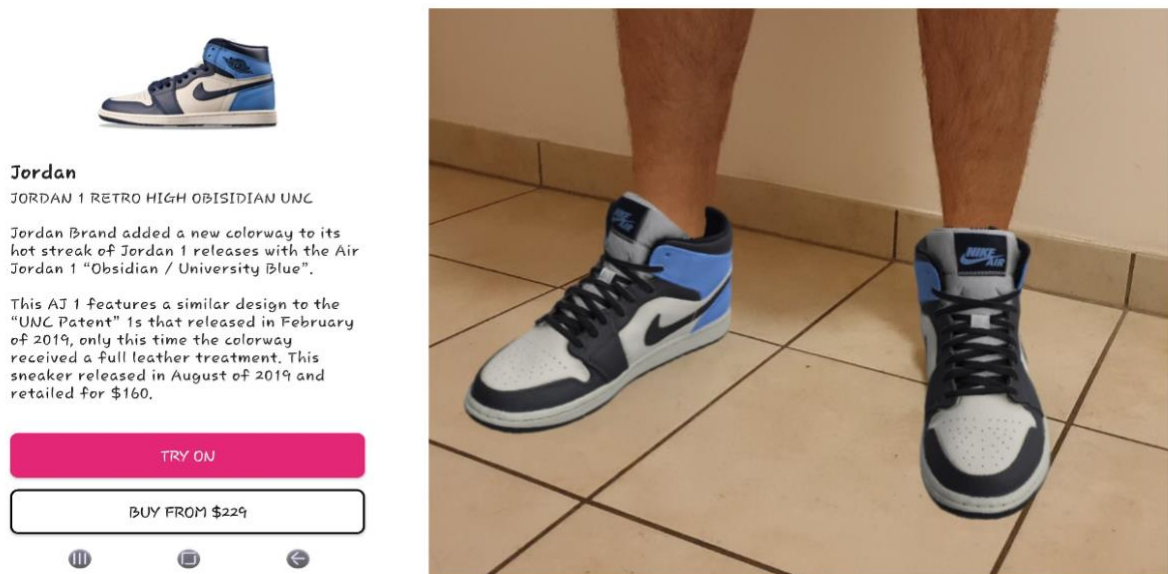 Jordan
JORDAN 1 RETRO HIGH OBISIDIAN UNC
Jordan Brand added a new colorway to its
hot streak of Jordan 1 releases with the Air
Jordan 1 “Obsidian / University Blue”.
This AJ 1 features a similar design to the
“UNC Patent” 1s that released in February
of 2019, only this time the colorway
received a full leather treatment. This
sneaker released in August of 2019 and
retailed for $160.
TRY ON
BUY FROM $229
NIKE
AIR
NIKE
AIR